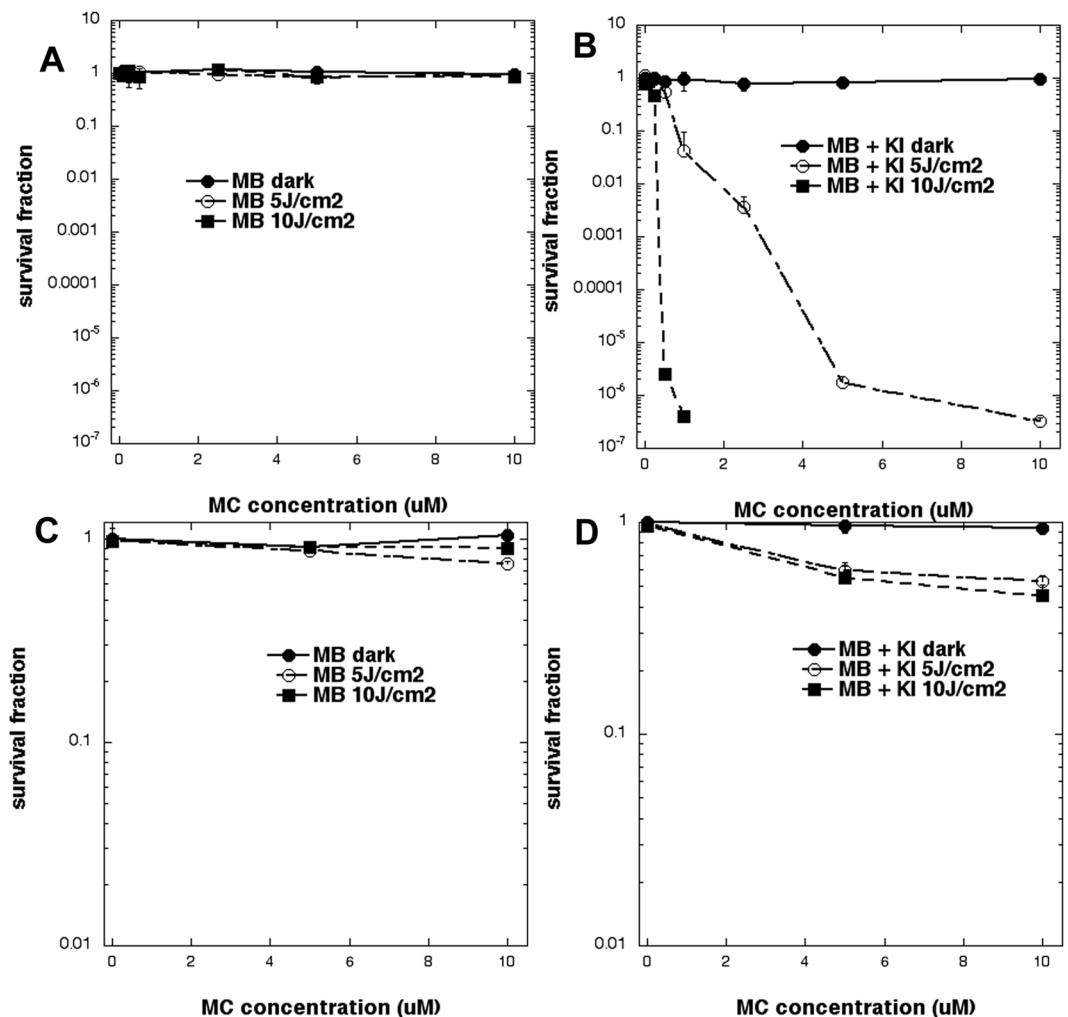 A
survival fraction
10
1
0.1
0.01
0.001
0.0001
10-5
10-6
10-7
MB dark
MB 5J/cm2
MB 10J/cm2
0 2 4 6 8 10
MC concentration (uM)
B
survival fraction
10
1
0.1
0.01
0.001
0.0001
10-5
10-6
10-7
MB + KI dark
MB + KI 5J/cm2
MB + KI 10J/cm2
0 2 4 6 8 10
MC concentration (uM)
C
survival fraction
1
0.1
0.01
MB dark
MB 5J/cm2
MB 10J/cm2
0 2 4 6 8 10
MC concentration (uM)
D
survival fraction
1
0.1
0.01
MB + KI dark
MB + KI 5J/cm2
MB + KI 10J/cm2
0 2 4 6 8 10
MC concentration (uM)